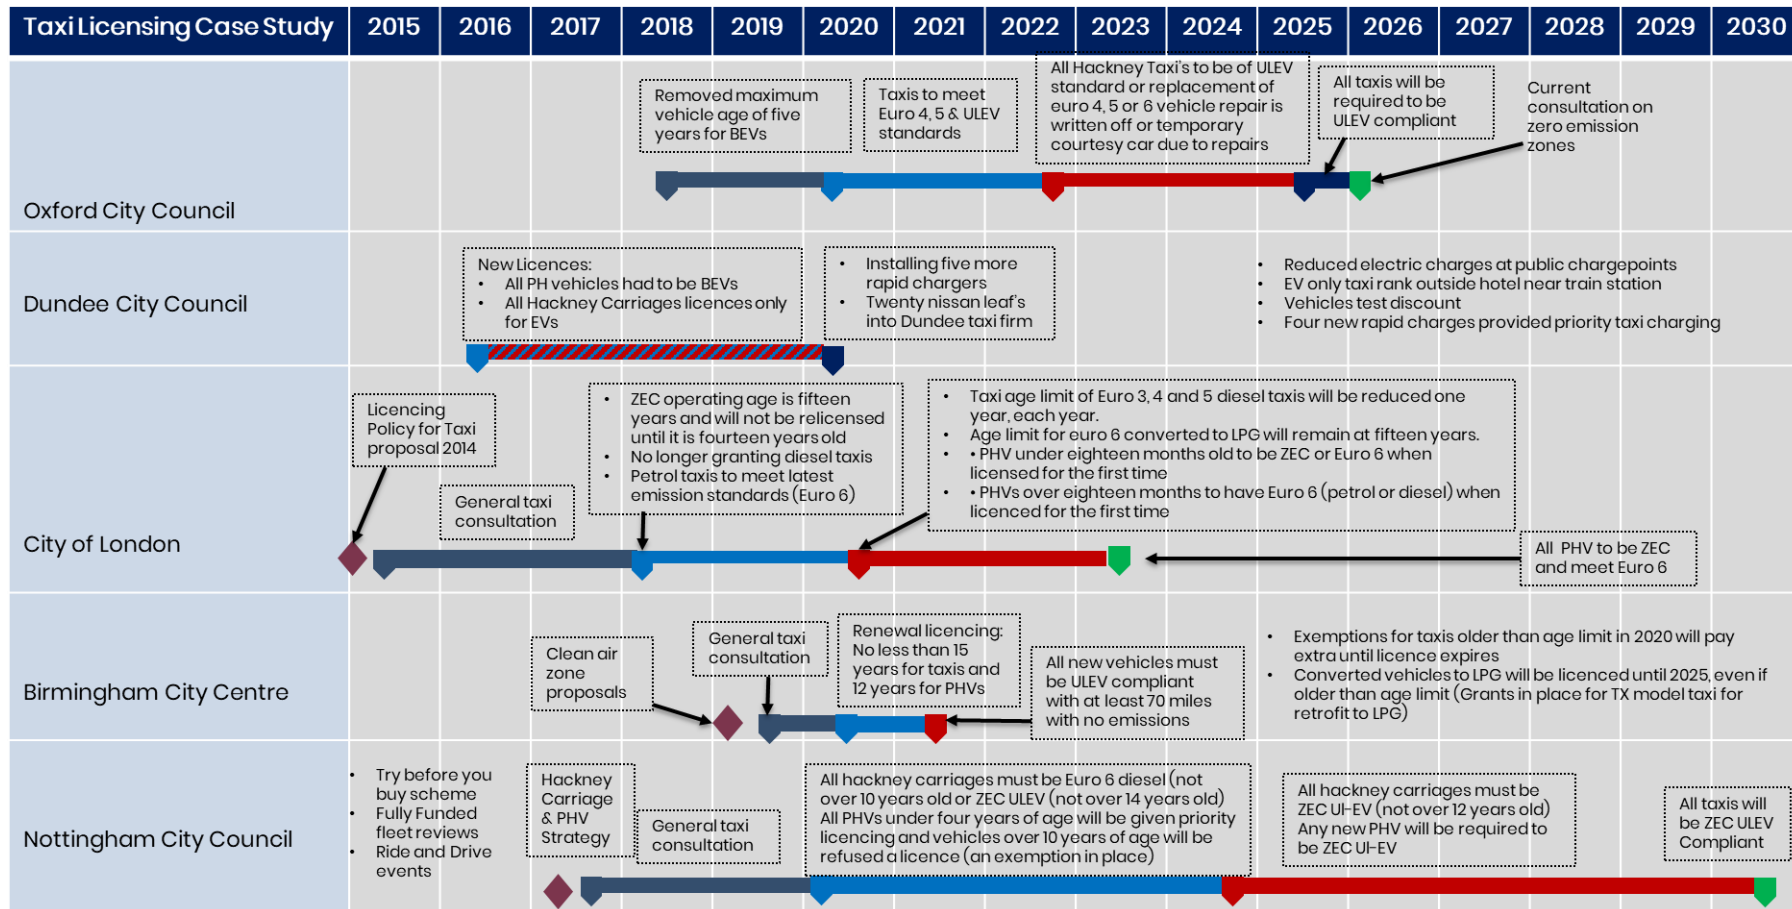 Taxi Licensing Case Study 2015 2016 2017 2018 2019 2020 2021 2022 2023 2024 2025 2026 2027 2028 2029 2030
Oxford City Council
Removed maximum
vehicle age of five
years for BEVs
Taxis to meet
Euro 4, 5 & ULEV
standards
All Hackney Taxi's to be of ULEV
standard or replacement of
euro 4, 5 or 6 vehicle repair is
written off or temporary
courtesy car due to repairs
All taxis will be
required to be
ULEV compliant
Current
consultation on
zero emission
zones
Dundee City Council
New Licences:
• All PH vehicles had to be BEVs
• All Hackney Carriages licences only
for EVs
• Installing five more
rapid chargers
• Twenty nissan leaf's
into Dundee taxi firm
• Reduced electric charges at public chargepoints
• EV only taxi rank outside hotel near train station
• Vehicles test discount
• Four new rapid charges provided priority taxi charging
City of London
Licencing
Policy for Taxi
proposal 2014
General taxi
consultation
• ZEC operating age is fifteen
years and will not be relicensed
until it is fourteen years old
• No longer granting diesel taxis
• Petrol taxis to meet latest
emission standards (Euro 6)
• Taxi age limit of Euro 3, 4 and 5 diesel taxis will be reduced one
year, each year.
• Age limit for euro 6 converted to LPG will remain at fifteen years.
• • PHV under eighteen months old to be ZEC or Euro 6 when
licensed for the first time
• • PHVs over eighteen months to have Euro 6 (petrol or diesel) when
licenced for the first time
All PHV to be ZEC
and meet Euro 6
Birmingham City Centre
Clean air
zone
proposals
General taxi
consultation
Renewal licencing:
No less than 15
years for taxis and
12 years for PHVs
All new vehicles must
be ULEV compliant
with at least 70 miles
with no emissions
• Exemptions for taxis older than age limit in 2020 will pay
extra until licence expires
• Converted vehicles to LPG will be licenced until 2025, even if
older than age limit (Grants in place for TX model taxi for
retrofit to LPG)
Nottingham City Council
• Try before you
buy scheme
• Fully Funded
fleet reviews
• Ride and Drive
events
Hackney
Carriage
& PHV
Strategy
General taxi
consultation
All hackney carriages must be Euro 6 diesel (not
over 10 years old or ZEC ULEV (not over 14 years old)
All PHVs under four years of age will be given priority
licencing and vehicles over 10 years of age will be
refused a licence (an exemption in place)
All hackney carriages must be
ZEC Ul-EV (not over 12 years old)
Any new PHV will be required to
be ZEC Ul-EV
All taxis will
be ZEC ULEV
Compliant